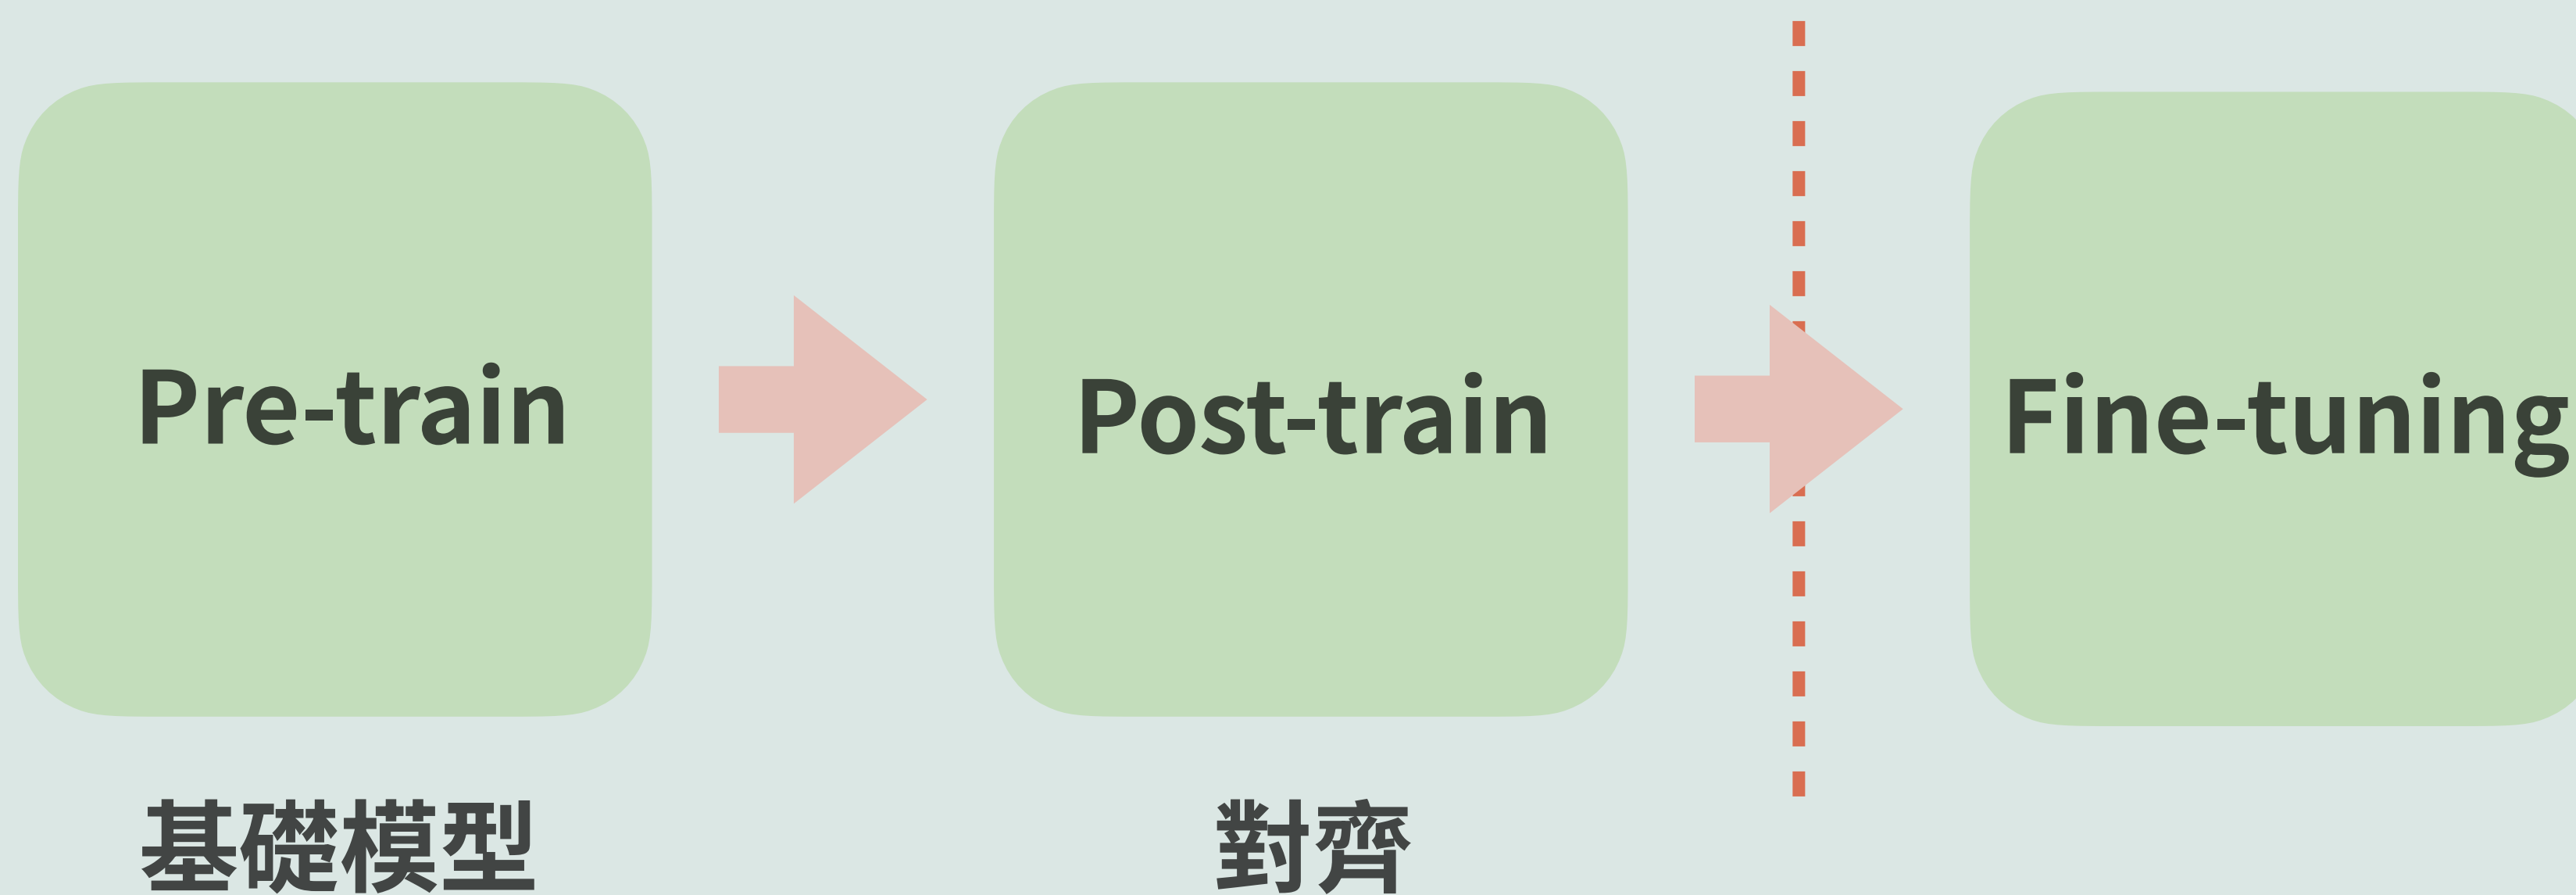 Pre-train
Post-train
Fine-tuning
基礎模型
對齊